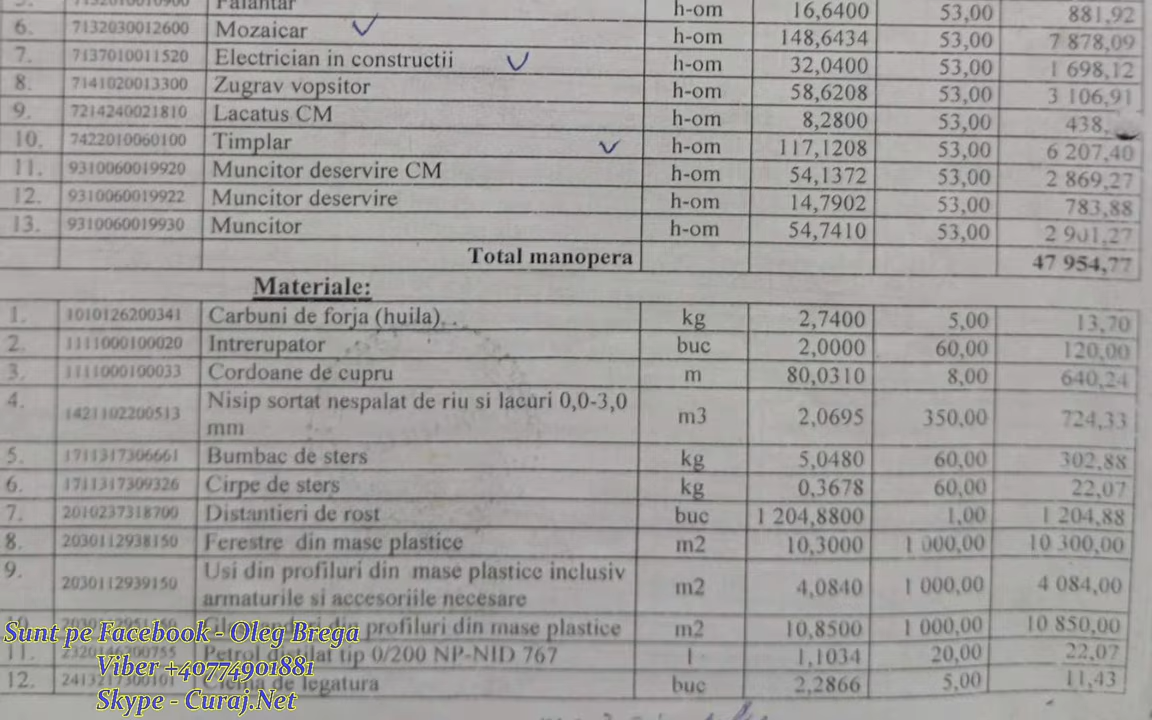 h-om 16,6400 53,00 881,92
6. 7132030012600 Mozaicar h-om 148,6434 53,00 7 878,09
7. 7137010011520 Electrician in constructii h-om 32,0400 53,00 1 698,12
8. 7141020013300 Zugrav vopsitor h-om 58,6208 53,00 3 106,91
9. 7214240021810 Lacatus CM h-om 8,2800 53,00 438,
10. 7422010060100 Timplar h-om 117,1208 53,00 6 207,40
11. 9310060019920 Muncitor deservire CM h-om 54,1372 53,00 2 869,27
12. 9310060019922 Muncitor deservire h-om 14,7902 53,00 783,88
13. 9310060019930 Muncitor h-om 54,7410 53,00 2 901,27
Total manopera 47 954,77
Materiale:
1. 1010126200341 Carbuni de forja (huila) kg 2,7400 5,00 13,70
2. 1111000100020 Intrerupator buc 2,0000 60,00 120,00
3. 1111000100033 Cordoane de cupru m 80,0310 8,00 640,24
4. 1421102200513 Nisip sortat nespalat de riu si lacuri 0,0-3,0 m3 2,0695 350,00 724,33
mm
5. 1711317306661 Bumbac de sters kg 5,0480 60,00 302,88
6. 1711317309326 Cirpe de sters kg 0,3678 60,00 22,07
7. 2010237318700 Distantieri de rost buc 1 204,8800 1,00 1 204,88
8. 2030112938150 Ferestre din mase plastice m2 10,3000 1 000,00 10 300,00
9. 2030112939150 Usi din profiluri din mase plastice inclusiv m2 4,0840 1 000,00 4 084,00
armaturile si accesoriile necesare
din profiluri din mase plastice m2 10,8500 1 000,00 10 850,00
Sunt pe Facebook - Oleg Brega
11. Petrol distilat tip 0/200 NP-NID 767 l 1,1034 20,00 22,07
Viber +40774901881
12. de legatura buc 2,2866 5,00 11,43
Skype - Curaj.Net